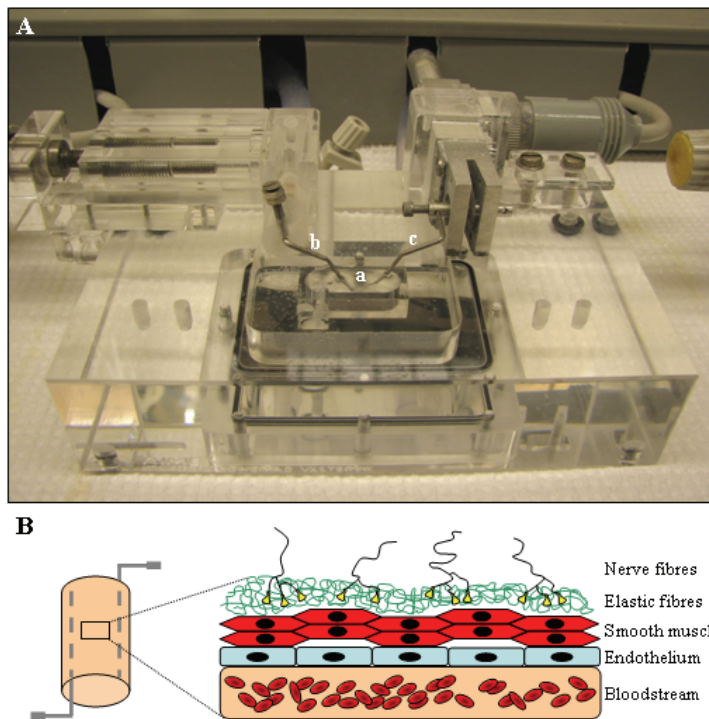 A
b
c
a
B
Nerve fibres
Elastic fibres
Smooth muscl
Endothelium
Bloodstream